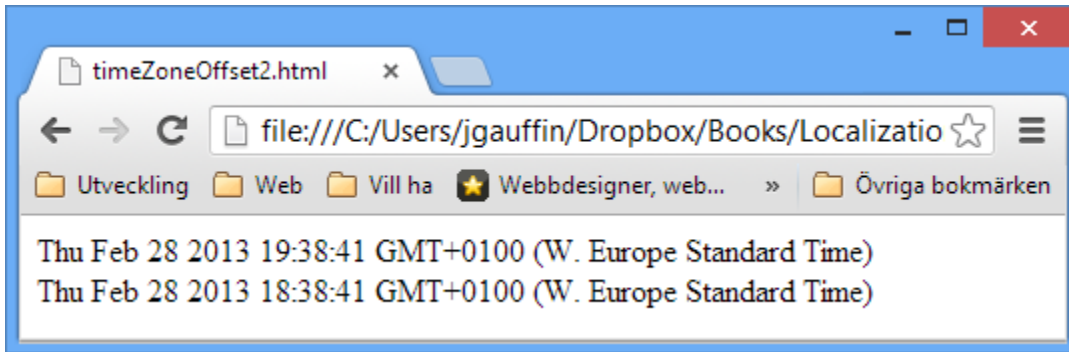 timeZoneOffset2.html
file:///C:/Users/jgauffin/Dropbox/Books/Localizatio
Utveckling Web Vill ha Webbdesigner, web... » Övriga bokmärken
Thu Feb 28 2013 19:38:41 GMT+0100 (W. Europe Standard Time)
Thu Feb 28 2013 18:38:41 GMT+0100 (W. Europe Standard Time)